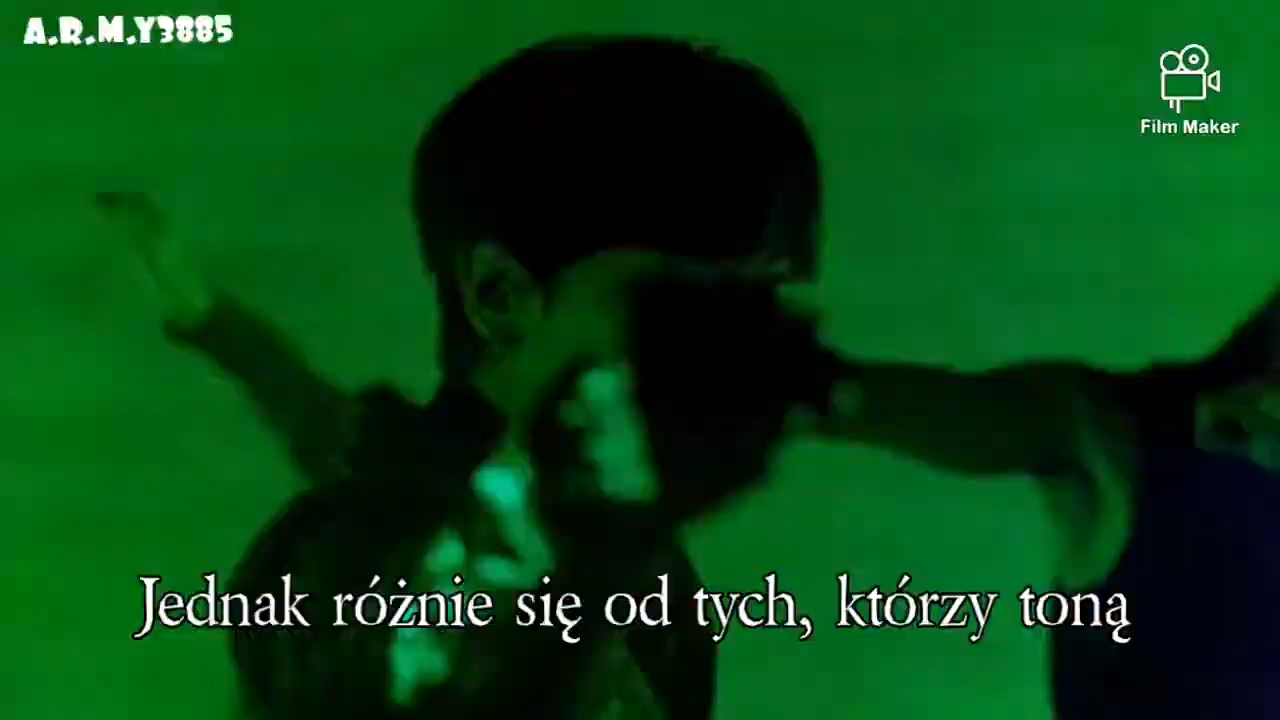 A.R.M.Y3885
Film Maker
Jednak różnie się od tych, którzy toną